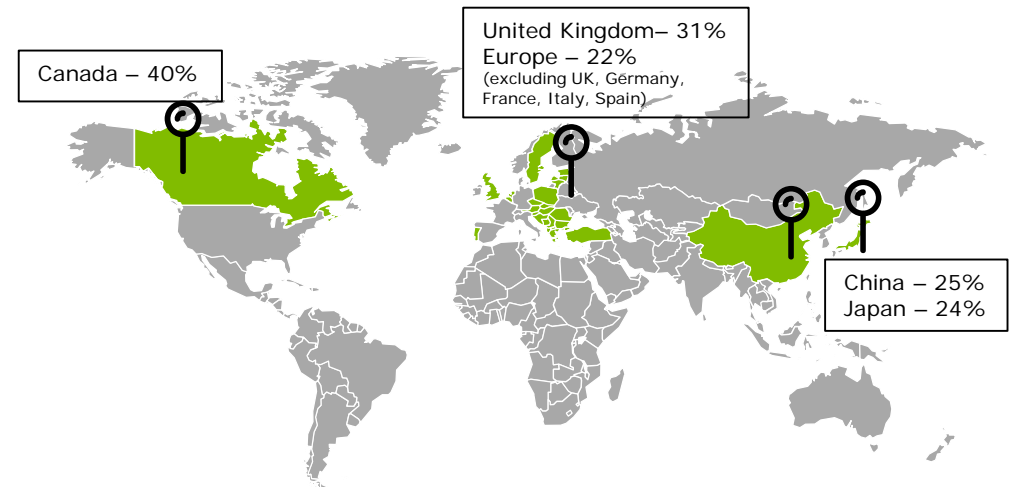 Canada – 40%
United Kingdom– 31%
Europe – 22%
(excluding UK, Germany,
France, Italy, Spain)
China – 25%
Japan – 24%